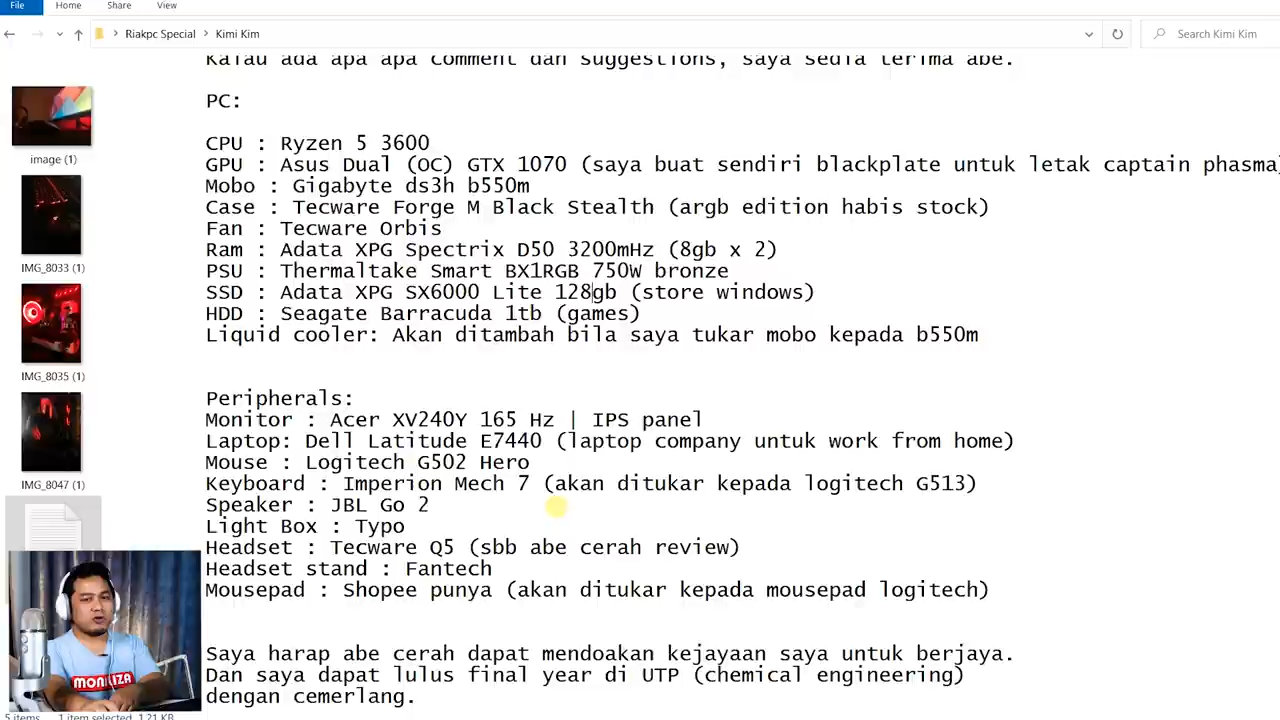 File Home Share View
Riakpc Special Kimi Kim Search Kimi Kim
Kalau ada apa apa comment dan suggestions, saya sedia terima abe.
PC:
CPU : Ryzen 5 3600
GPU : Asus Dual (OC) GTX 1070 (saya buat sendiri blackplate untuk letak captain phasma)
Mobo : Gigabyte ds3h b550m
Case : Tecware Forge M Black Stealth (argb edition habis stock)
Fan : Tecware Orbis
Ram : Adata XPG Spectrix D50 3200mHz (8gb x 2)
PSU : Thermaltake Smart BX1RGB 750W bronze
SSD : Adata XPG SX6000 Lite 128gb (store windows)
HDD : Seagate Barracuda 1tb (games)
Liquid cooler: Akan ditambah bila saya tukar mobo kepada b550m
Peripherals:
Monitor : Acer XV240Y 165 Hz | IPS panel
Laptop: Dell Latitude E7440 (laptop company untuk work from home)
Mouse : Logitech G502 Hero
Keyboard : Imperion Mech 7 (akan ditukar kepada logitech G513)
Speaker : JBL Go 2
Light Box : Typo
Headset : Tecware Q5 (sbb abe cerah review)
Headset stand : Fantech
Mousepad : Shopee punya (akan ditukar kepada mousepad logitech)
Saya harap abe cerah dapat mendoakan kejayaan saya untuk berjaya.
Dan saya dapat lulus final year di UTP (chemical engineering)
dengan cemerlang.
image (1)
IMG_8033 (1)
IMG_8035 (1)
IMG_8047 (1)
5 items 1 item selected 1.21 KB